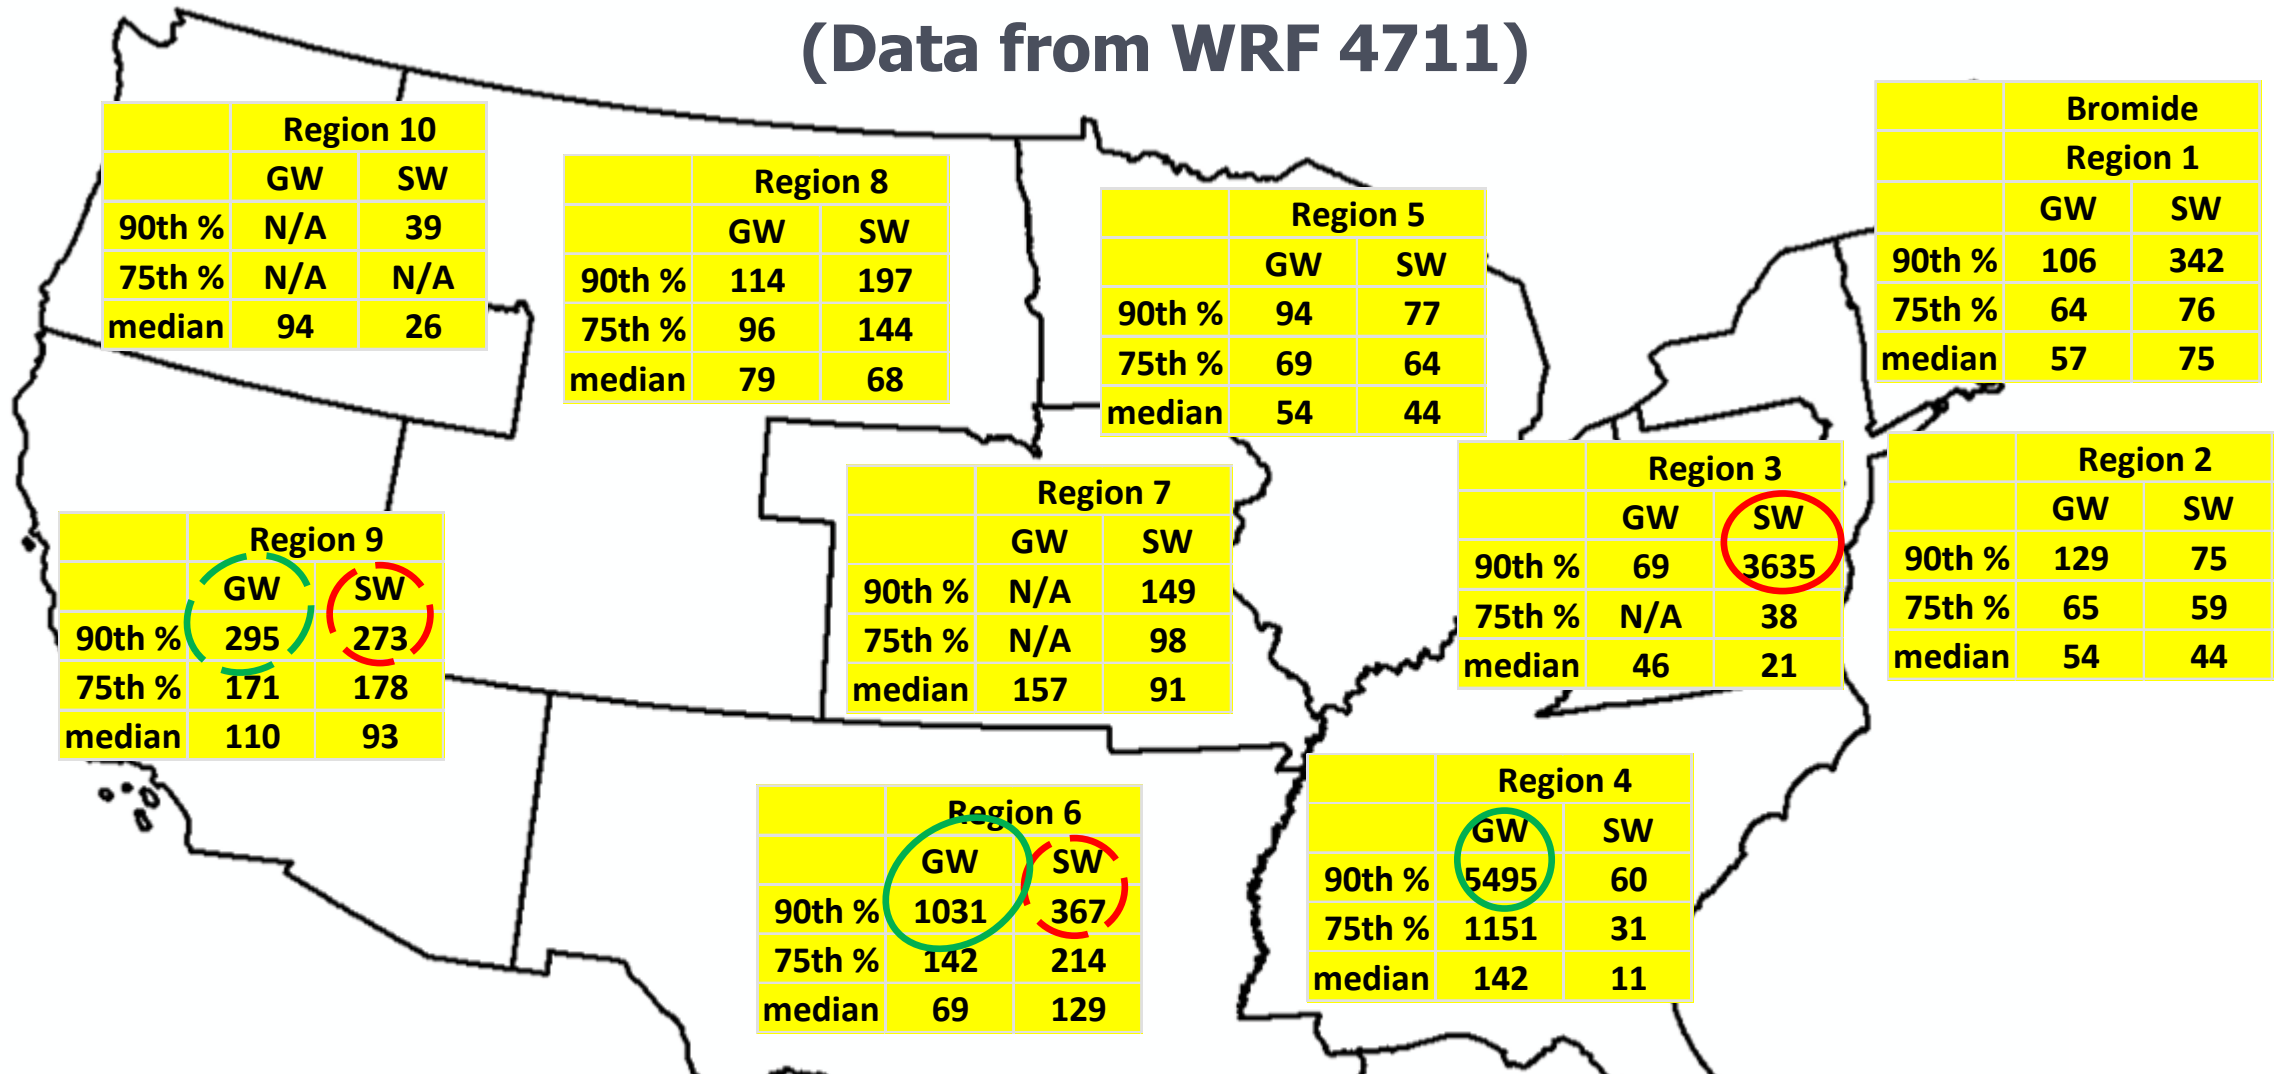 (Data from WRF 4711)
Bromide
Region 1
GW SW
90th % 106 342
75th % 64 76
median 57 75
Region 10
GW SW
90th % N/A 39
75th % N/A N/A
median 94 26
Region 8
GW SW
90th % 114 197
75th % 96 144
median 79 68
Region 5
GW SW
90th % 94 77
75th % 69 64
median 54 44
Region 2
GW SW
90th % 129 75
75th % 65 59
median 54 44
Region 3
GW SW
90th % 69 3635
75th % N/A 38
median 46 21
Region 7
GW SW
90th % N/A 149
75th % N/A 98
median 157 91
Region 9
GW SW
90th % 295 273
75th % 171 178
median 110 93
Region 4
GW SW
90th % 5495 60
75th % 1151 31
median 142 11
Region 6
GW SW
90th % 1031 367
75th % 142 214
median 69 129